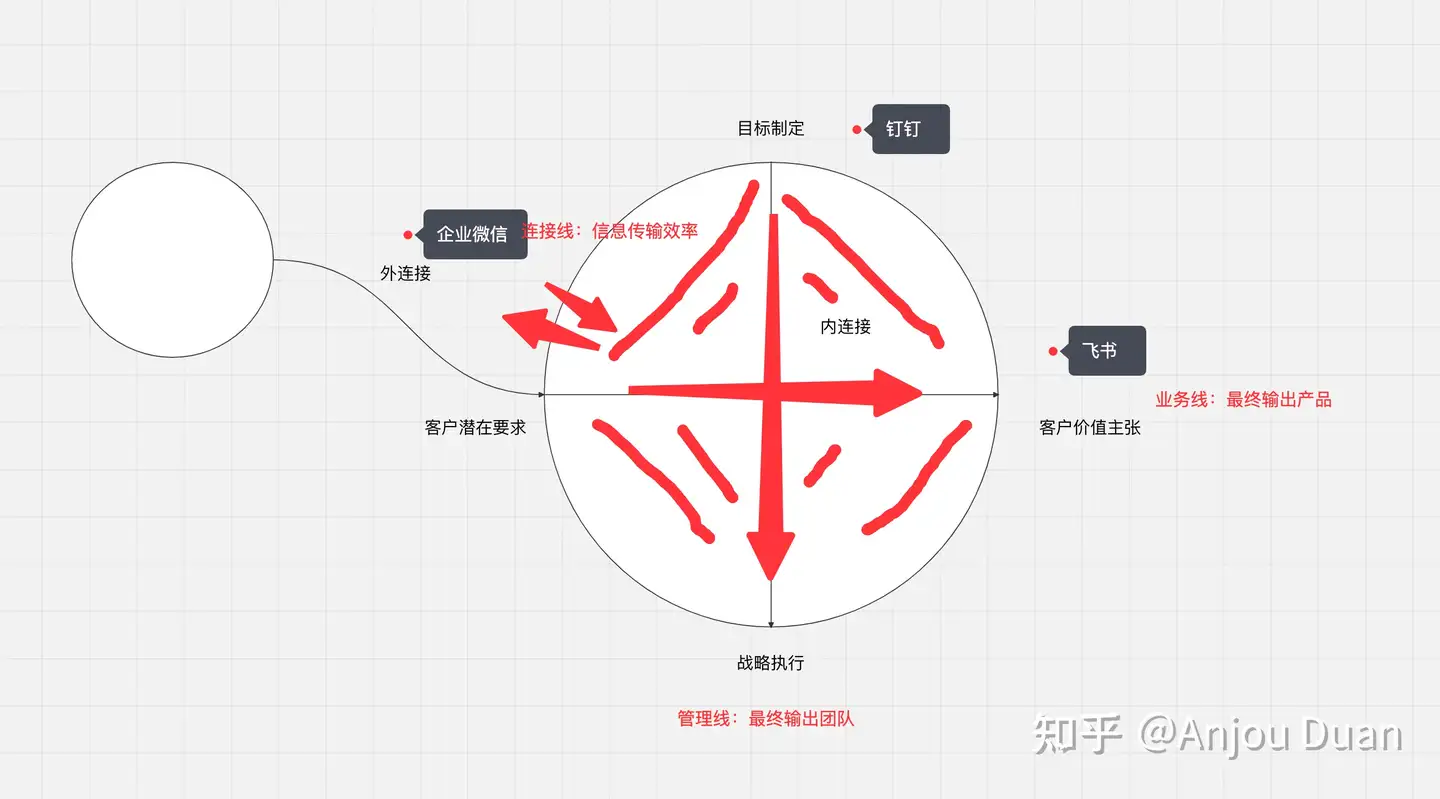 目标制定
钉钉
企业微信
连接线：信息传输效率
外连接
内连接
飞书
业务线：最终输出产品
客户潜在要求
客户价值主张
战略执行
管理线：最终输出团队
知乎 @Anjou Duan